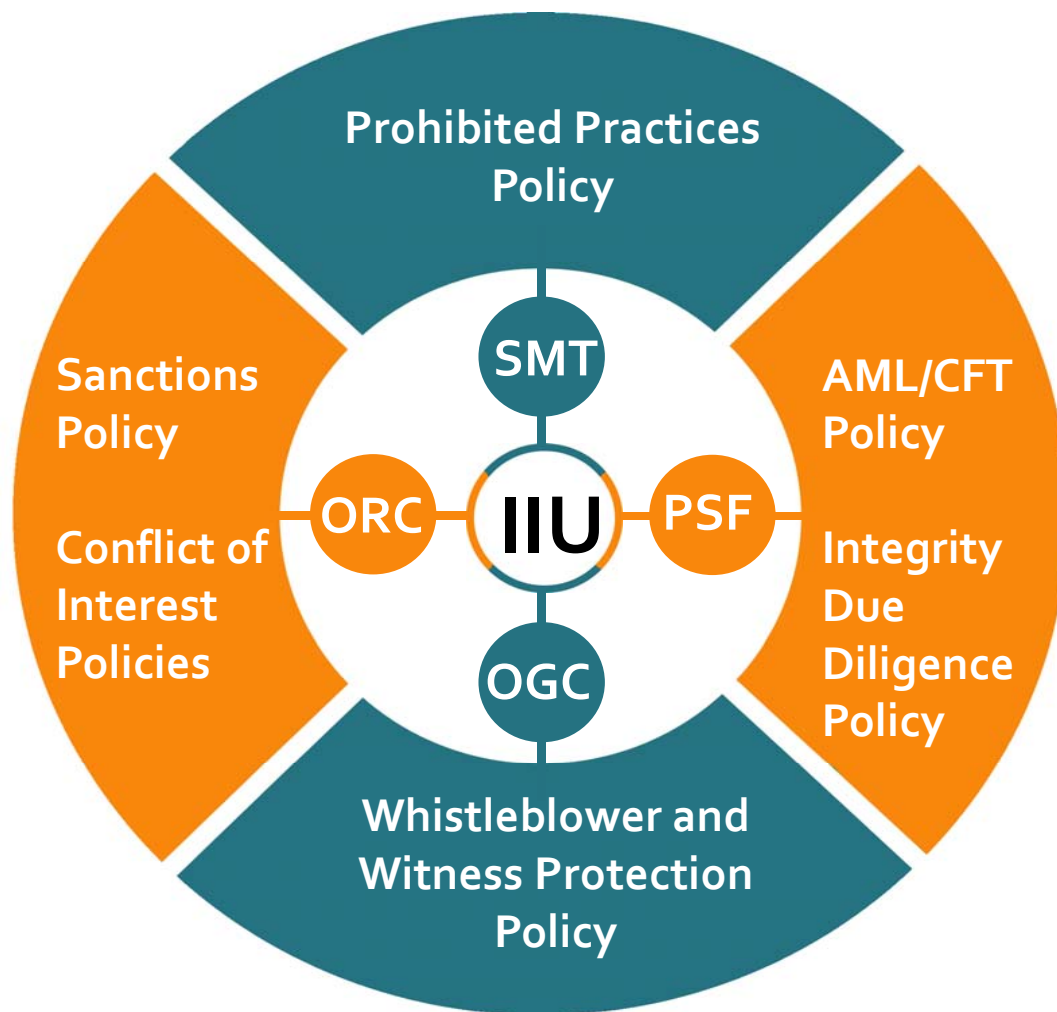 Prohibited Practices
Policy
SMT
Sanctions
Policy
Conflict of
Interest
Policies
ORC
IIU
PSF
AML/CFT
Policy
Integrity
Due
Diligence
Policy
OGC
Whistleblower and
Witness Protection
Policy